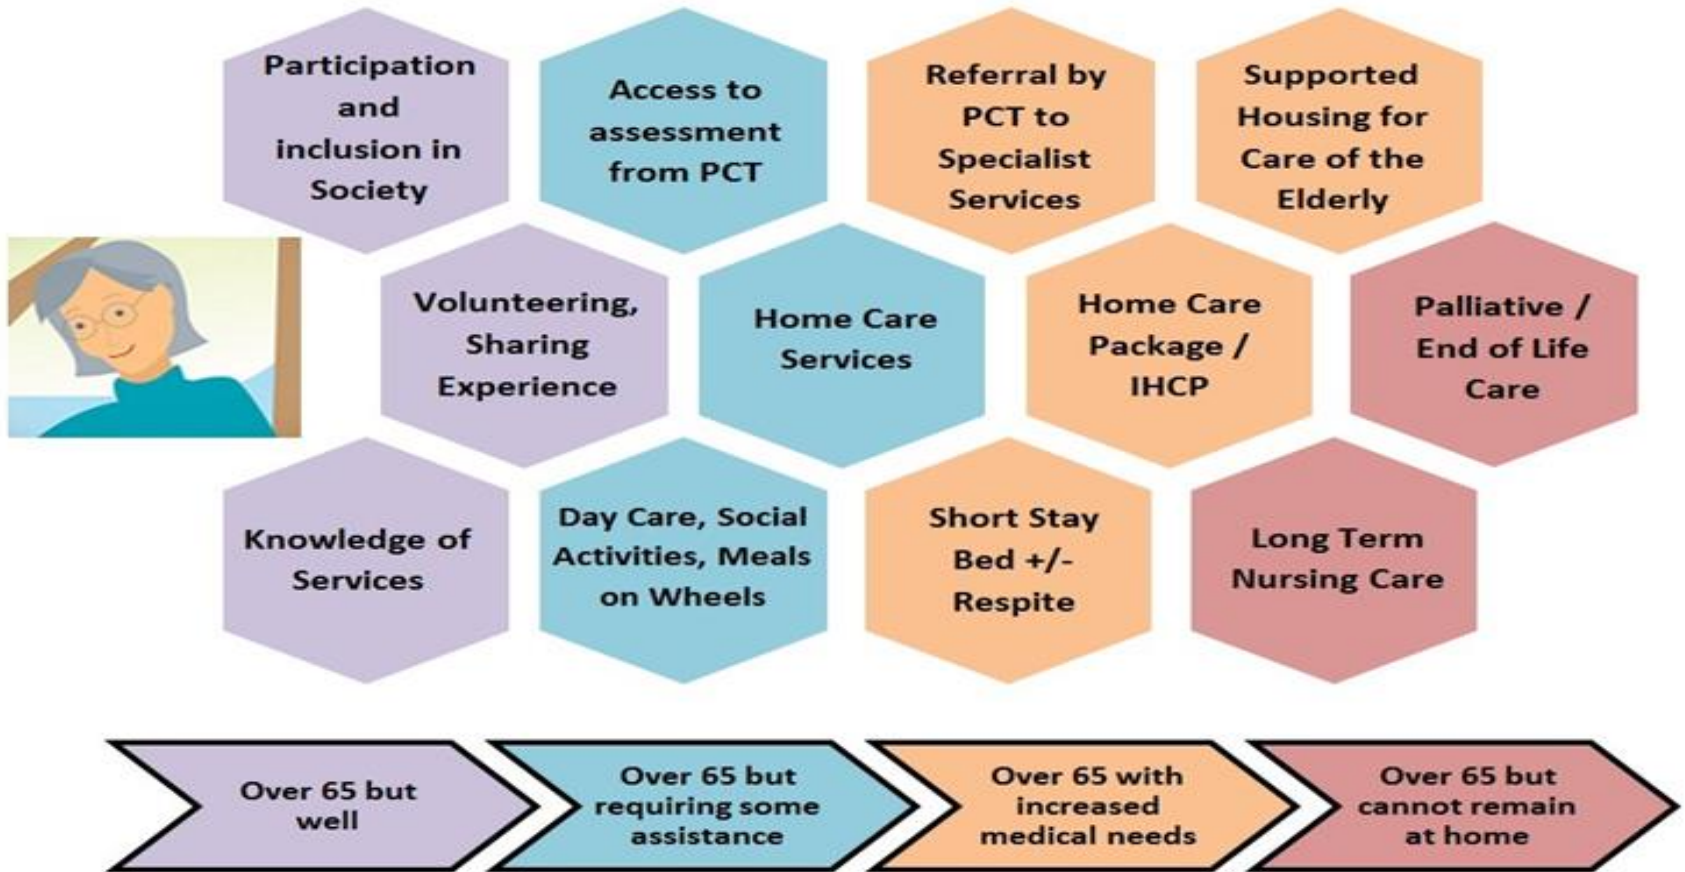 Participation
and
inclusion in
Society
Access to
assessment
from PCT
Referral by
PCT to
Specialist
Services
Supported
Housing for
Care of the
Elderly
Volunteering,
Sharing
Experience
Home Care
Services
Home Care
Package /
IHCP
Palliative /
End of Life
Care
Knowledge of
Services
Day Care, Social
Activities, Meals
on Wheels
Short Stay
Bed +/-
Respite
Long Term
Nursing Care
Over 65 but
well
Over 65 but
requiring some
assistance
Over 65 with
increased
medical needs
Over 65 but
cannot remain
at home